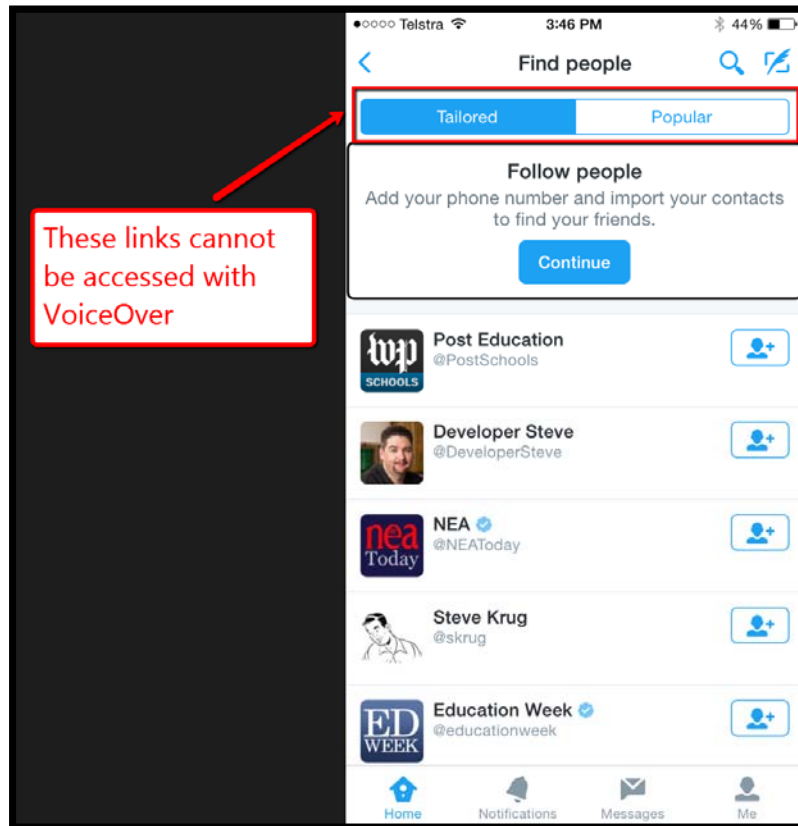 Telstra 3:46 PM 44%
Find people
Tailored Popular
Follow people
Add your phone number and import your contacts
to find your friends.
Continue
These links cannot
be accessed with
VoiceOver
wp
SCHOOLS
Post Education
@PostSchools
Developer Steve
@DeveloperSteve
nea
Today
NEA
@NEAToday
Steve Krug
@skrug
ED
WEEK
Education Week
@educationweek
Home Notifications Messages Me